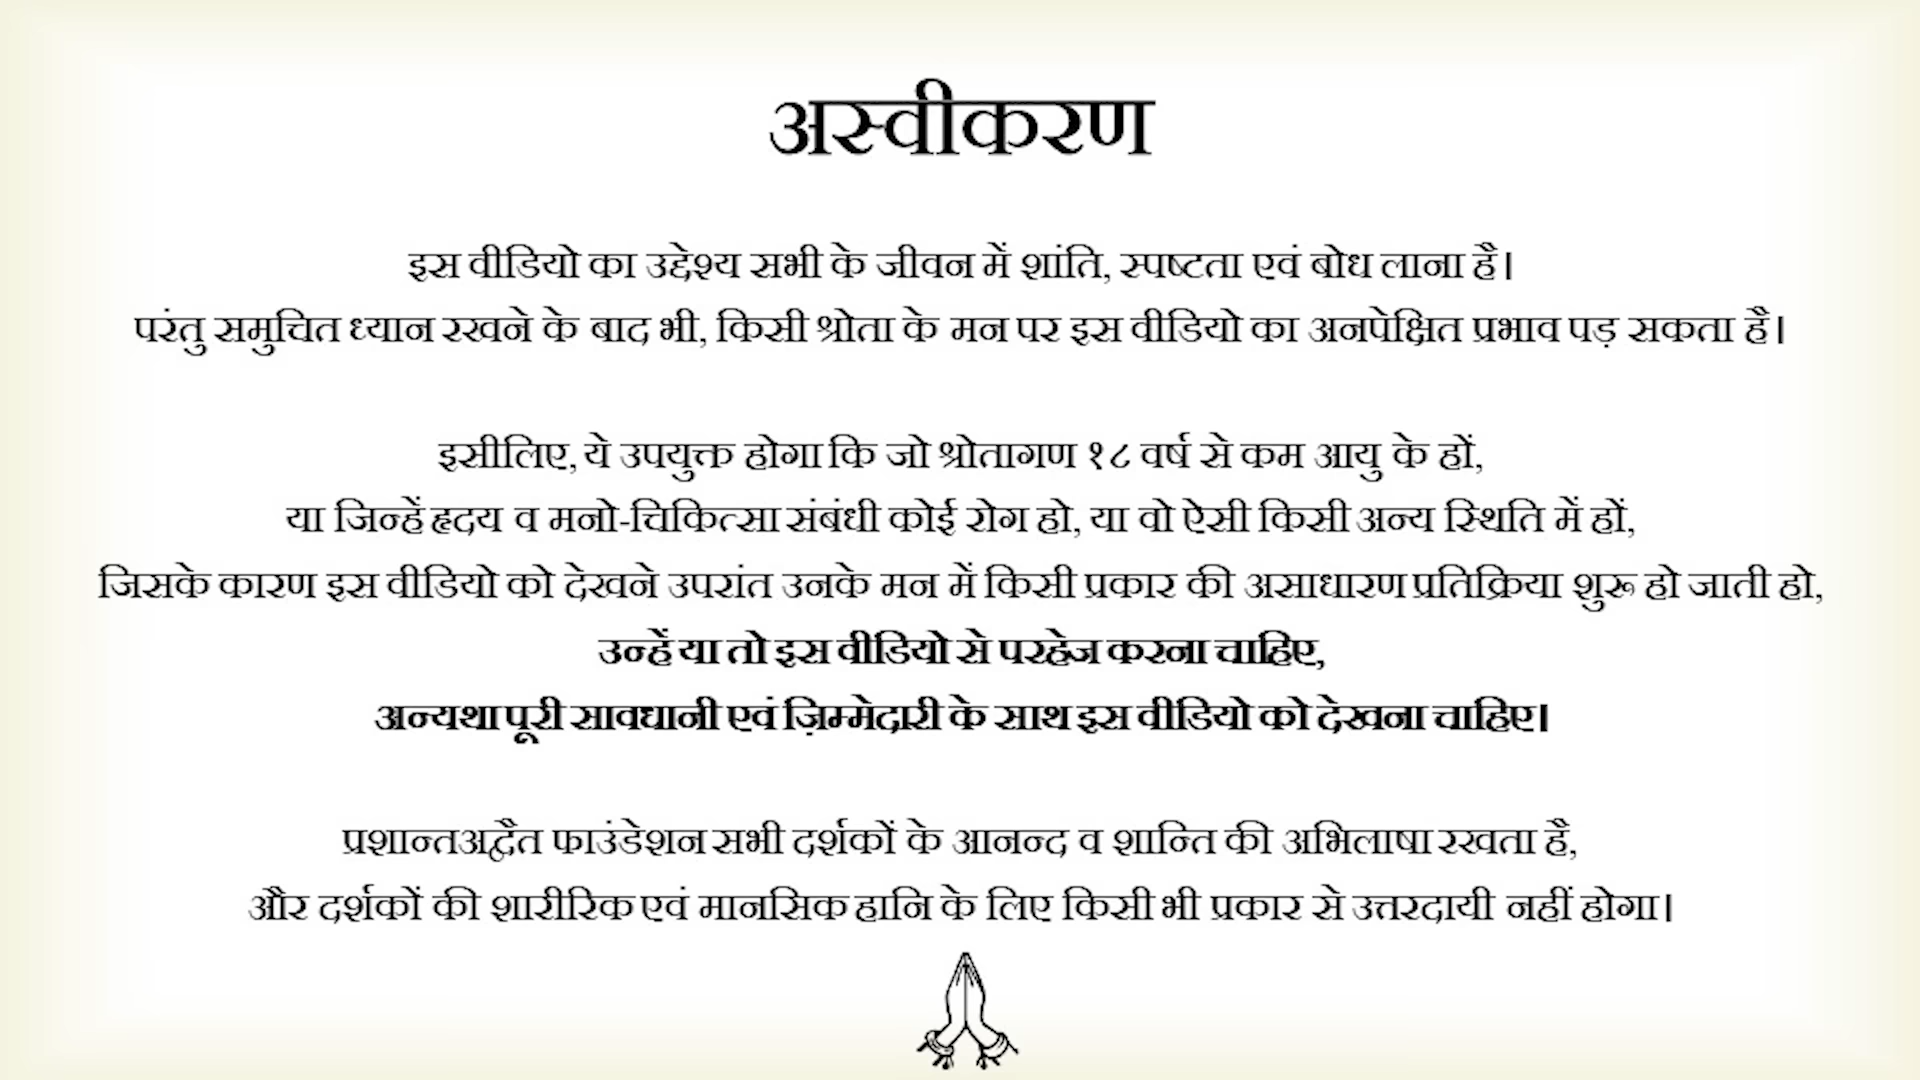 अस्वीकरण
इस वीडियो का उद्देश्य सभी के जीवन में शांति, स्पष्टता एवं बोध लाना है।
परंतु समुचित ध्यान रखने के बाद भी, किसी श्रोता के मन पर इस वीडियो का अनपेक्षित प्रभाव पड़ सकता है।
इसीलिए, ये उपयुक्त होगा कि जो श्रोतागण १८ वर्ष से कम आयु के हों,
या जिन्हें हृदय व मनो-चिकित्सा संबंधी कोई रोग हो, या वो ऐसी किसी अन्य स्थिति में हों,
जिसके कारण इस वीडियो को देखने उपरांत उनके मन में किसी प्रकार की असाधारण प्रतिक्रिया शुरू हो जाती हो,
उन्हें या तो इस वीडियो से परहेज करना चाहिए,
अन्यथा पूरी सावधानी एवं ज़िम्मेदारी के साथ इस वीडियो को देखना चाहिए।
प्रशान्तअद्वैत फाउंडेशन सभी दर्शकों के आनन्द व शान्ति की अभिलाषा रखता है,
और दर्शकों की शारीरिक एवं मानसिक हानि के लिए किसी भी प्रकार से उत्तरदायी नहीं होगा।